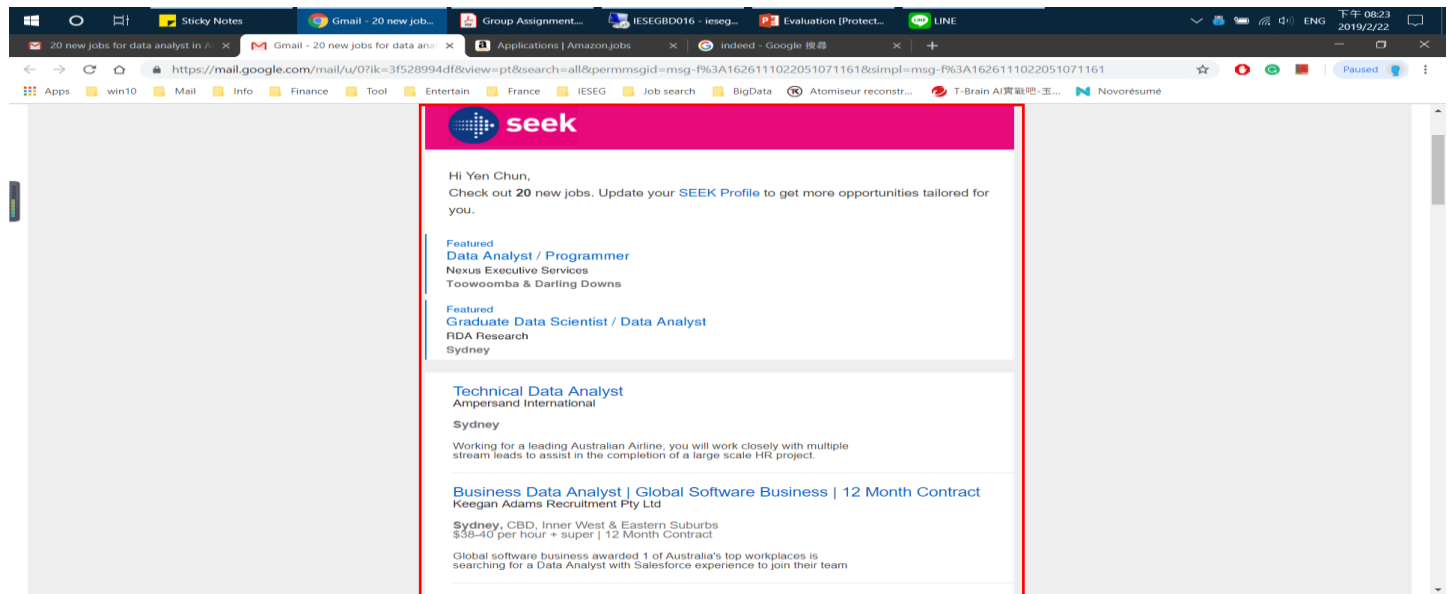 Sticky Notes
Gmail - 20 new job...
Group Assignment....
IESEGBD016 - ieseg...
Evaluation [Protect...
LINE
ENG
下午 08:23
2019/2/22
20 new jobs for data analyst in A
Gmail - 20 new jobs for data anal
Applications | Amazon.jobs
indeed - Google 搜尋
https://mail.google.com/mail/u/0?ik=3f528994df&view=pt&search=all&permmsgid=msg-f%3A1626111022051071161&simpl=msg-f%3A1626111022051071161
Paused
Apps win10 Mail Info Finance Tool Entertain France IESEG Job search BigData Atomiseur reconstr... T-Brain AI實戰吧-玉... Novorésumé
seek
Hi Yen Chun,
Check out 20 new jobs. Update your SEEK Profile to get more opportunities tailored for
you.
Featured
Data Analyst / Programmer
Nexus Executive Services
Toowoomba & Darling Downs
Featured
Graduate Data Scientist / Data Analyst
RDA Research
Sydney
Technical Data Analyst
Ampersand International
Sydney
Working for a leading Australian Airline, you will work closely with multiple
stream leads to assist in the completion of a large scale HR project.
Business Data Analyst | Global Software Business | 12 Month Contract
Keegan Adams Recruitment Pty Ltd
Sydney, CBD, Inner West & Eastern Suburbs
$38-40 per hour + super | 12 Month Contract
Global software business awarded 1 of Australia's top workplaces is
searching for a Data Analyst with Salesforce experience to join their team